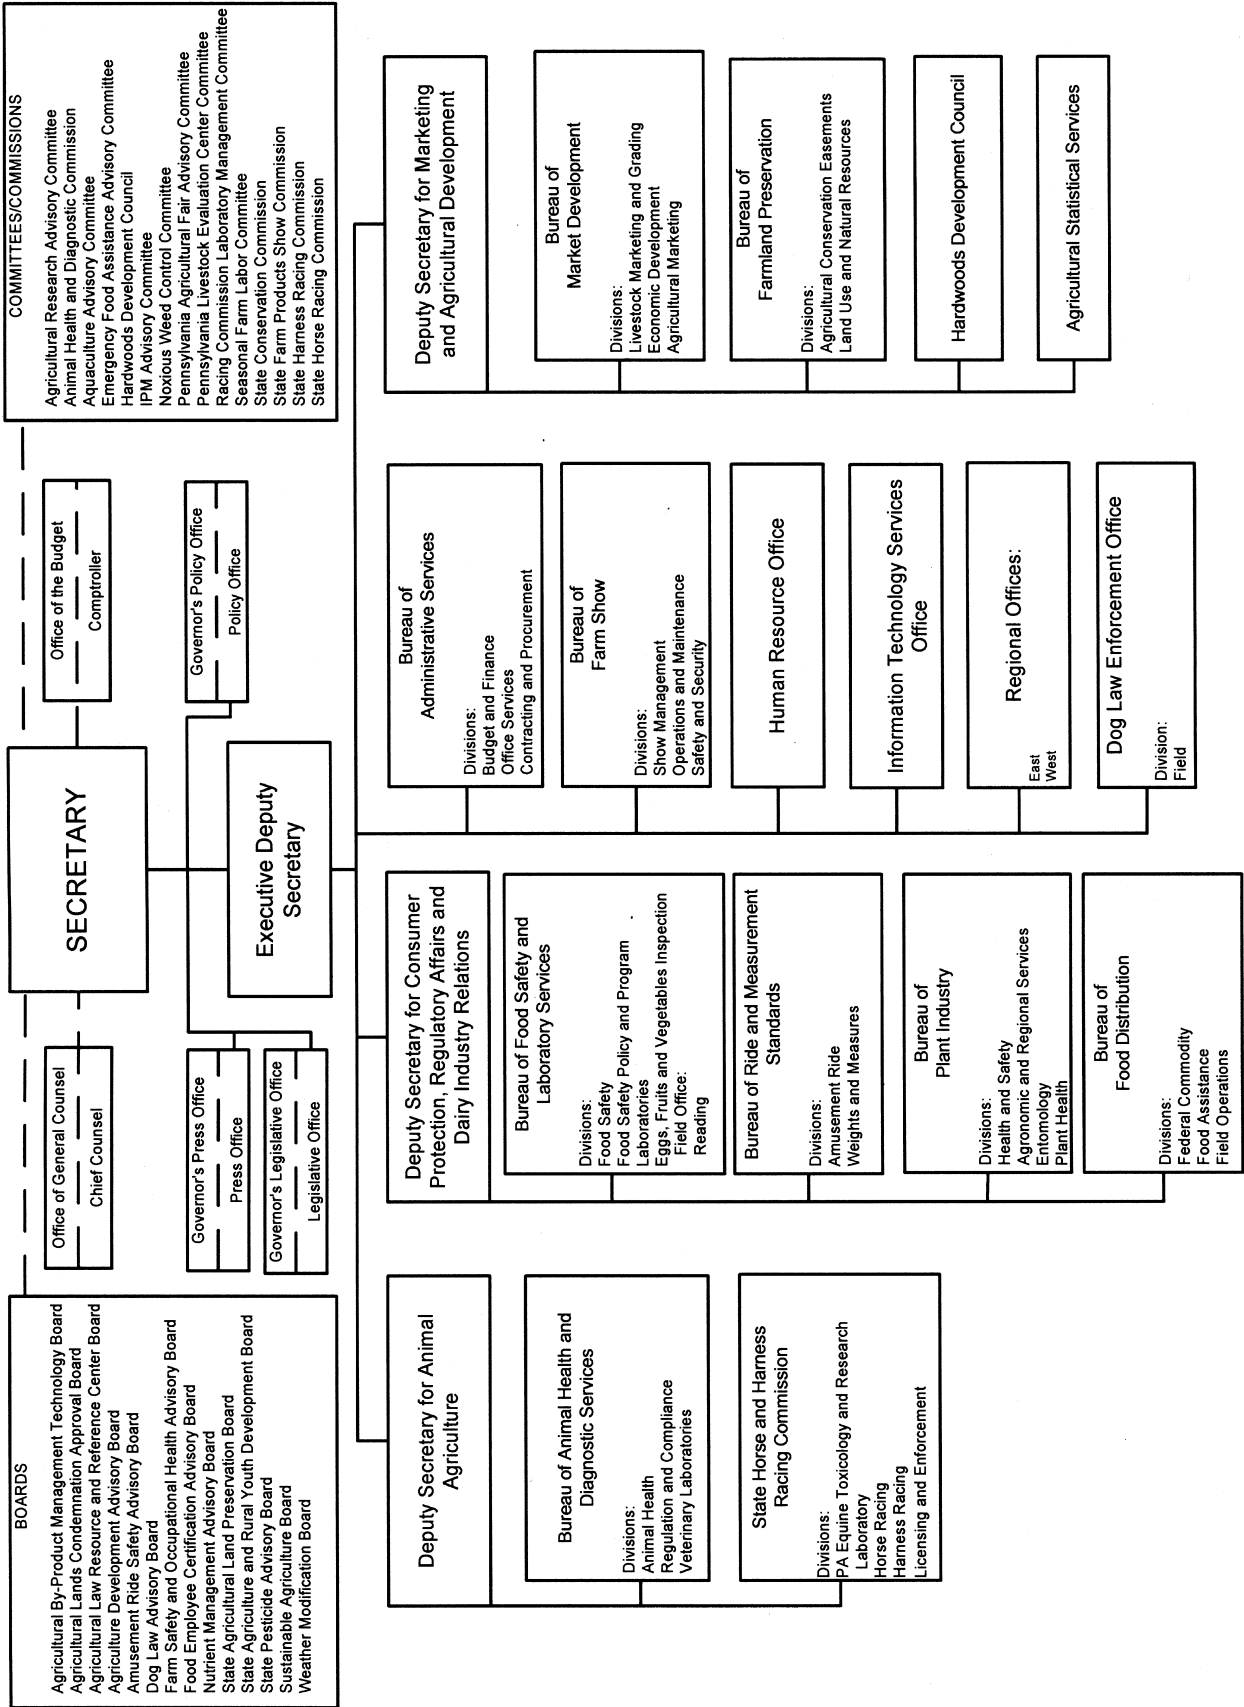 BOARDS
Agricultural By-Product Management Technology Board
Agricultural Lands Condemnation Approval Board
Agricultural Law Resource and Reference Center Board
Agriculture Development Advisory Board
Amusement Ride Safety Advisory Board
Dog Law Advisory Board
Farm Safety and Occupational Health Advisory Board
Food Employee Certification Advisory Board
Nutrient Management Advisory Board
State Agricultural Land Preservation Board
State Agriculture and Rural Youth Development Board
State Pesticide Advisory Board
Sustainable Agriculture Board
Weather Modification Board
Office of General Counsel
Chief Counsel
SECRETARY
Office of the Budget
Comptroller
COMMITTEES/COMMISSIONS
Agricultural Research Advisory Committee
Animal Health and Diagnostic Commission
Aquaculture Advisory Committee
Emergency Food Assistance Advisory Committee
Hardwoods Development Council
IPM Advisory Committee
Noxious Weed Control Committee
Pennsylvania Agricultural Fair Advisory Committee
Pennsylvania Livestock Evaluation Center Committee
Racing Commission Laboratory Management Committee
Seasonal Farm Labor Committee
State Conservation Commission
State Farm Products Show Commission
State Harness Racing Commission
State Horse Racing Commission
Governor's Press Office
Press Office
Governor's Legislative Office
Legislative Office
Governor's Policy Office
Policy Office
Executive Deputy
Secretary
Deputy Secretary for Animal
Agriculture
Bureau of Animal Health and
Diagnostic Services
Divisions:
Animal Health
Regulation and Compliance
Veterinary Laboratories
State Horse and Harness
Racing Commission
Divisions:
PA Equine Toxicology and Research
Laboratory
Horse Racing
Harness Racing
Licensing and Enforcement
Deputy Secretary for Consumer
Protection, Regulatory Affairs and
Dairy Industry Relations
Bureau of Food Safety and
Laboratory Services
Divisions:
Food Safety
Food Safety Policy and Program
Laboratories
Eggs, Fruits and Vegetables Inspection
Field Office:
Reading
Bureau of Ride and Measurement
Standards
Divisions:
Amusement Ride
Weights and Measures
Bureau of
Plant Industry
Divisions:
Health and Safety
Agronomic and Regional Services
Entomology
Plant Health
Bureau of
Food Distribution
Divisions:
Federal Commodity
Food Assistance
Field Operations
Bureau of
Administrative Services
Divisions:
Budget and Finance
Office Services
Contracting and Procurement
Bureau of
Farm Show
Divisions:
Show Management
Operations and Maintenance
Safety and Security
Human Resource Office
Information Technology Services
Office
Regional Offices:
East
West
Dog Law Enforcement Office
Division:
Field
Deputy Secretary for Marketing
and Agricultural Development
Bureau of
Market Development
Divisions:
Livestock Marketing and Grading
Economic Development
Agricultural Marketing
Bureau of
Farmland Preservation
Divisions:
Agricultural Conservation Easements
Land Use and Natural Resources
Hardwoods Development Council
Agricultural Statistical Services